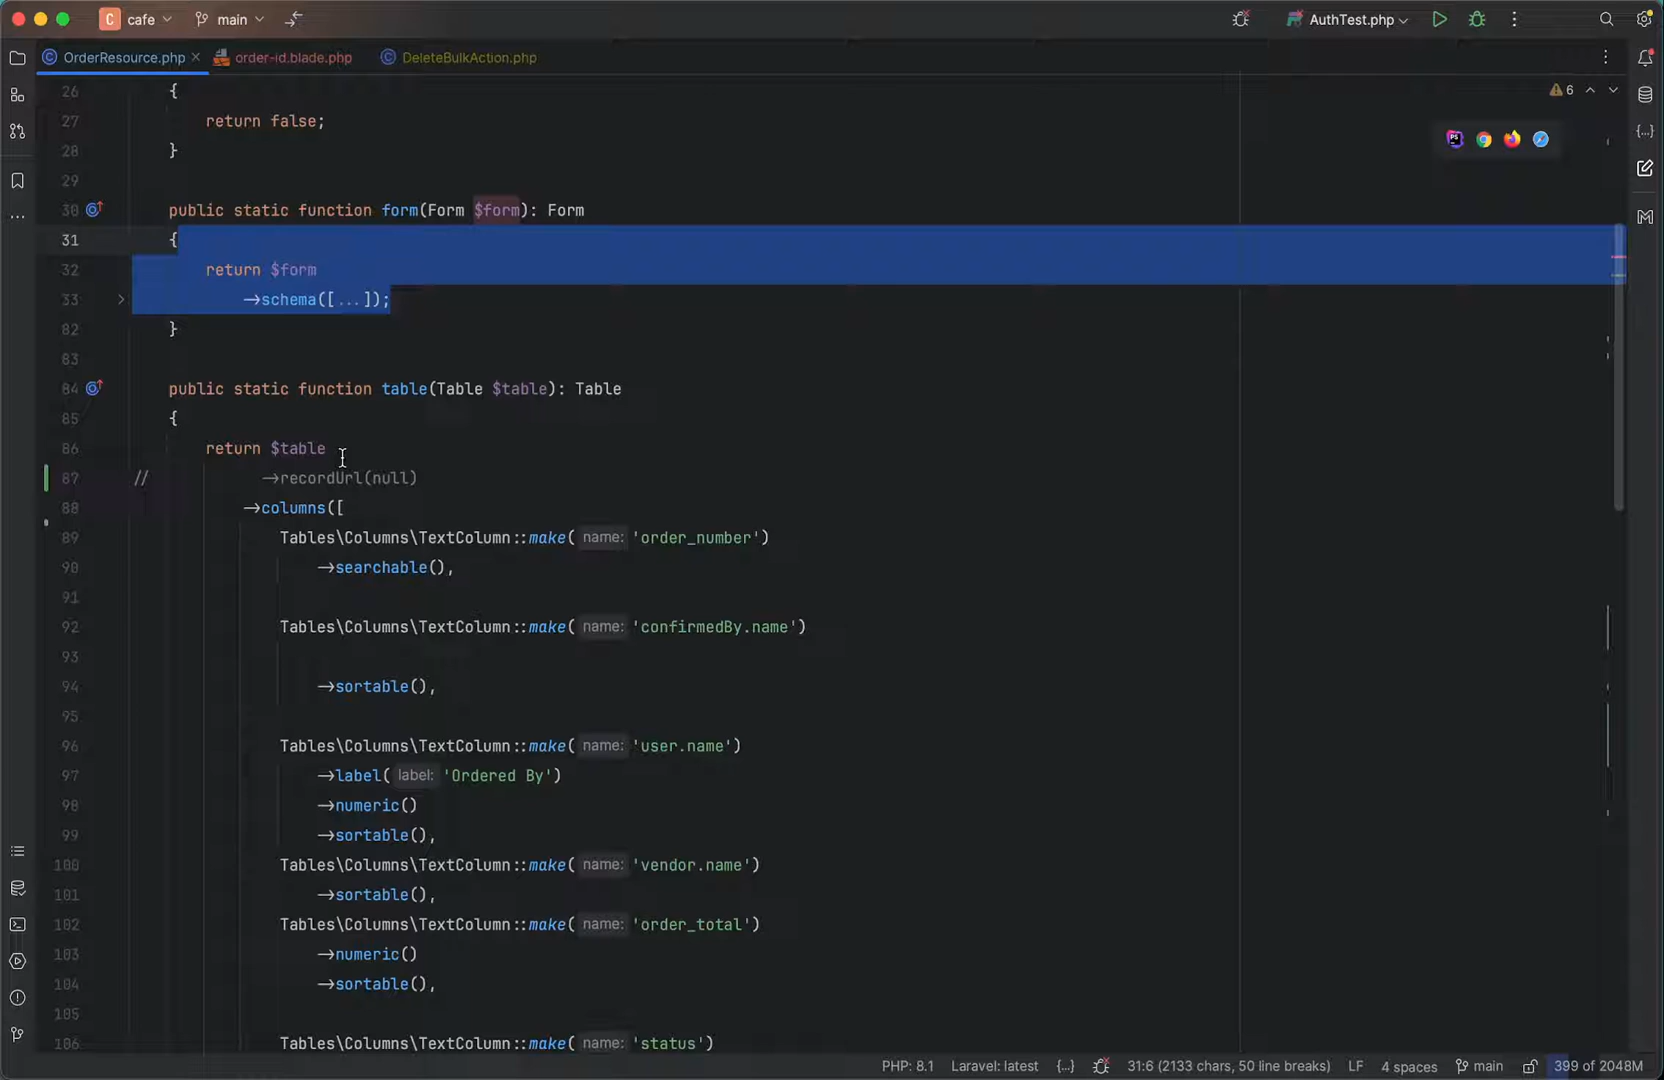 C cafe main AuthTest.php
OrderResource.php order-id.blade.php DeleteBulkAction.php
26 {
6
27 return false;
28 }
29
30 public static function form(Form $form): Form
31 {
32 return $form
33 ->schema([...]);
82 }
83
84 public static function table(Table $table): Table
85 {
86 return $table
87 // ->recordUrl(null)
88 ->columns([
89 Tables\Columns\TextColumn::make( name: 'order_number')
90 ->searchable(),
91
92 Tables\Columns\TextColumn::make( name: 'confirmedBy.name')
93
94 ->sortable(),
95
96 Tables\Columns\TextColumn::make( name: 'user.name')
97 ->label( label: 'Ordered By')
98 ->numeric()
99 ->sortable(),
100 Tables\Columns\TextColumn::make( name: 'vendor.name')
101 ->sortable(),
102 Tables\Columns\TextColumn::make( name: 'order_total')
103 ->numeric()
104 ->sortable(),
105
106 Tables\Columns\TextColumn::make( name: 'status')
PHP: 8.1 Laravel: latest {..} 31:6 (2133 chars, 50 line breaks) LF 4 spaces main 399 of 2048M